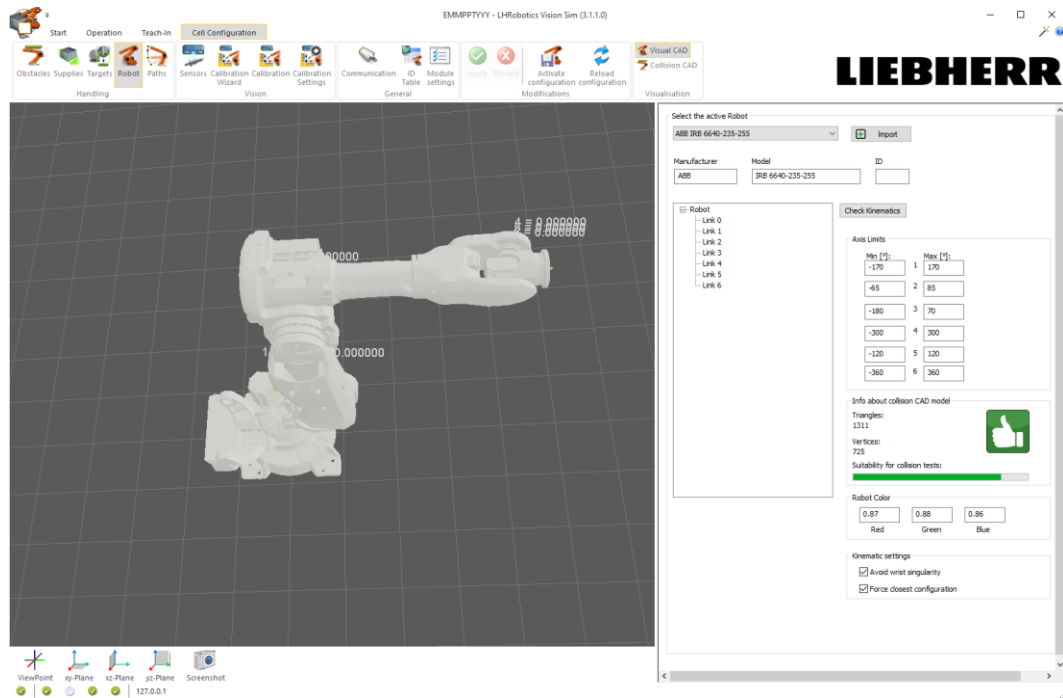 EMMPPTYYY - LHRobotics Vision Sim (3.1.1.0)
Start Operation Teach-In Cell Configuration
Obstacles Supplies Targets Robot Paths Sensors Calibration Wizard Calibration Calibration Settings Communication ID Table Module settings Apply Discard Activate configuration Reload configuration Visual CAD Collision CAD
Handling Vision General Modifications Visualisation
LIEBHERR
Select the active Robot
ABB IRB 6640-235-255 Import
Manufacturer Model ID
ABB IRB 6640-235-255
Robot
Link 0
Link 1
Link 2
Link 3
Link 4
Link 5
Link 6
Check Kinematics
Axis Limits
Min [°]: Max [°]:
-170 1 170
-65 2 85
-180 3 70
-300 4 300
-120 5 120
-360 6 360
Info about collision CAD model
Triangles:
1311
Vertices:
725
Suitability for collision tests:
Robot Color
0.87 0.88 0.86
Red Green Blue
Kinematic settings
Avoid wrist singularity
Force closest configuration
0.000000
ViewPoint xy-Plane xz-Plane yz-Plane Screenshot
127.0.0.1